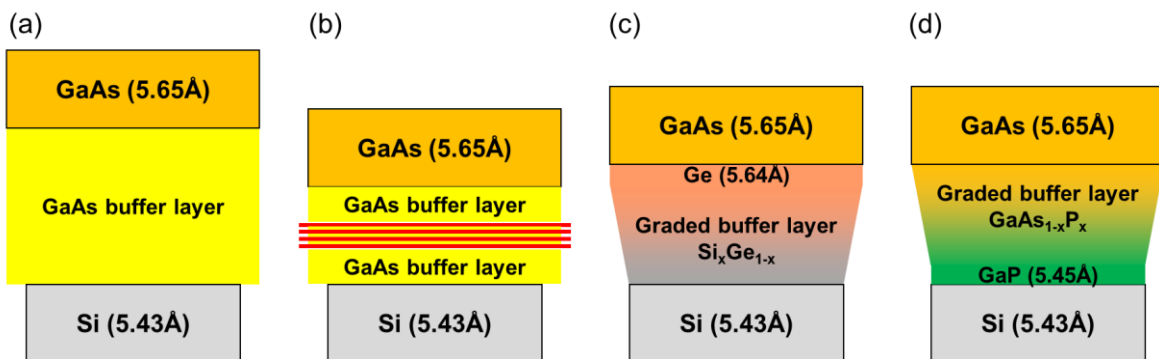 (a)
GaAs (5.65Å)
GaAs buffer layer
Si (5.43Å)
(b)
GaAs (5.65Å)
GaAs buffer layer
GaAs buffer layer
Si (5.43Å)
(c)
GaAs (5.65Å)
Ge (5.64Å)
Graded buffer layer
SiₓGe₁₋ₓ
Si (5.43Å)
(d)
GaAs (5.65Å)
Graded buffer layer
GaAs₁₋ₓPₓ
GaP (5.45Å)
Si (5.43Å)